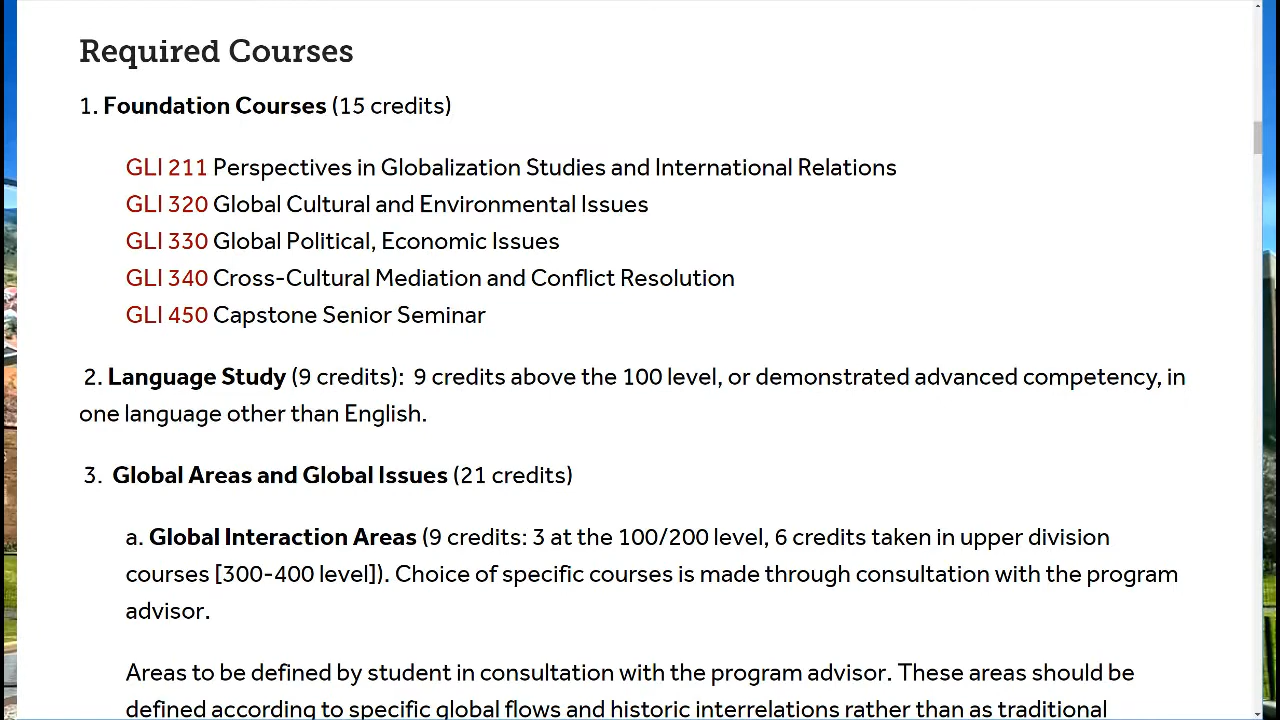 Required Courses
1. Foundation Courses (15 credits)
GLI 211 Perspectives in Globalization Studies and International Relations
GLI 320 Global Cultural and Environmental Issues
GLI 330 Global Political, Economic Issues
GLI 340 Cross-Cultural Mediation and Conflict Resolution
GLI 450 Capstone Senior Seminar
2. Language Study (9 credits): 9 credits above the 100 level, or demonstrated advanced competency, in
one language other than English.
3. Global Areas and Global Issues (21 credits)
a. Global Interaction Areas (9 credits: 3 at the 100/200 level, 6 credits taken in upper division
courses [300-400 level]). Choice of specific courses is made through consultation with the program
advisor.
Areas to be defined by student in consultation with the program advisor. These areas should be
defined according to specific global flows and historic interrelations rather than as traditional